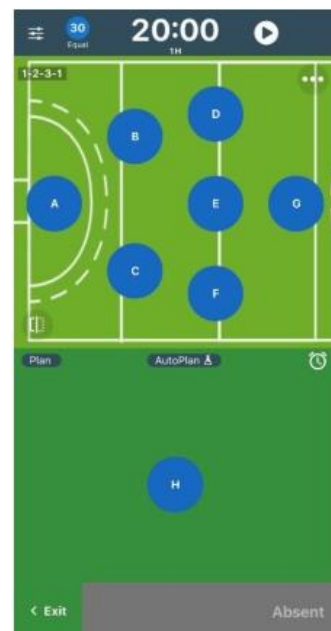 30
Equal
20:00
1H
1-2-3-1
D
B
A
E
G
C
F
Plan
AutoPlan
H
Exit
Absent